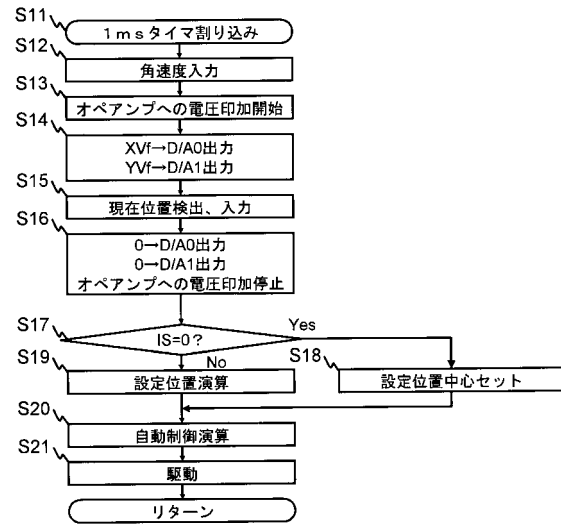 S11
1msタイマ割り込み
S12
角速度入力
S13
オペアンプへの電圧印加開始
S14
XVf→D/A0出力
YVf→D/A1出力
S15
現在位置検出、入力
S16
0→D/A0出力
0→D/A1出力
オペアンプへの電圧印加停止
S17
IS=0?
Yes
No
S18
設定位置中心セット
S19
設定位置演算
S20
自動制御演算
S21
駆動
リターン